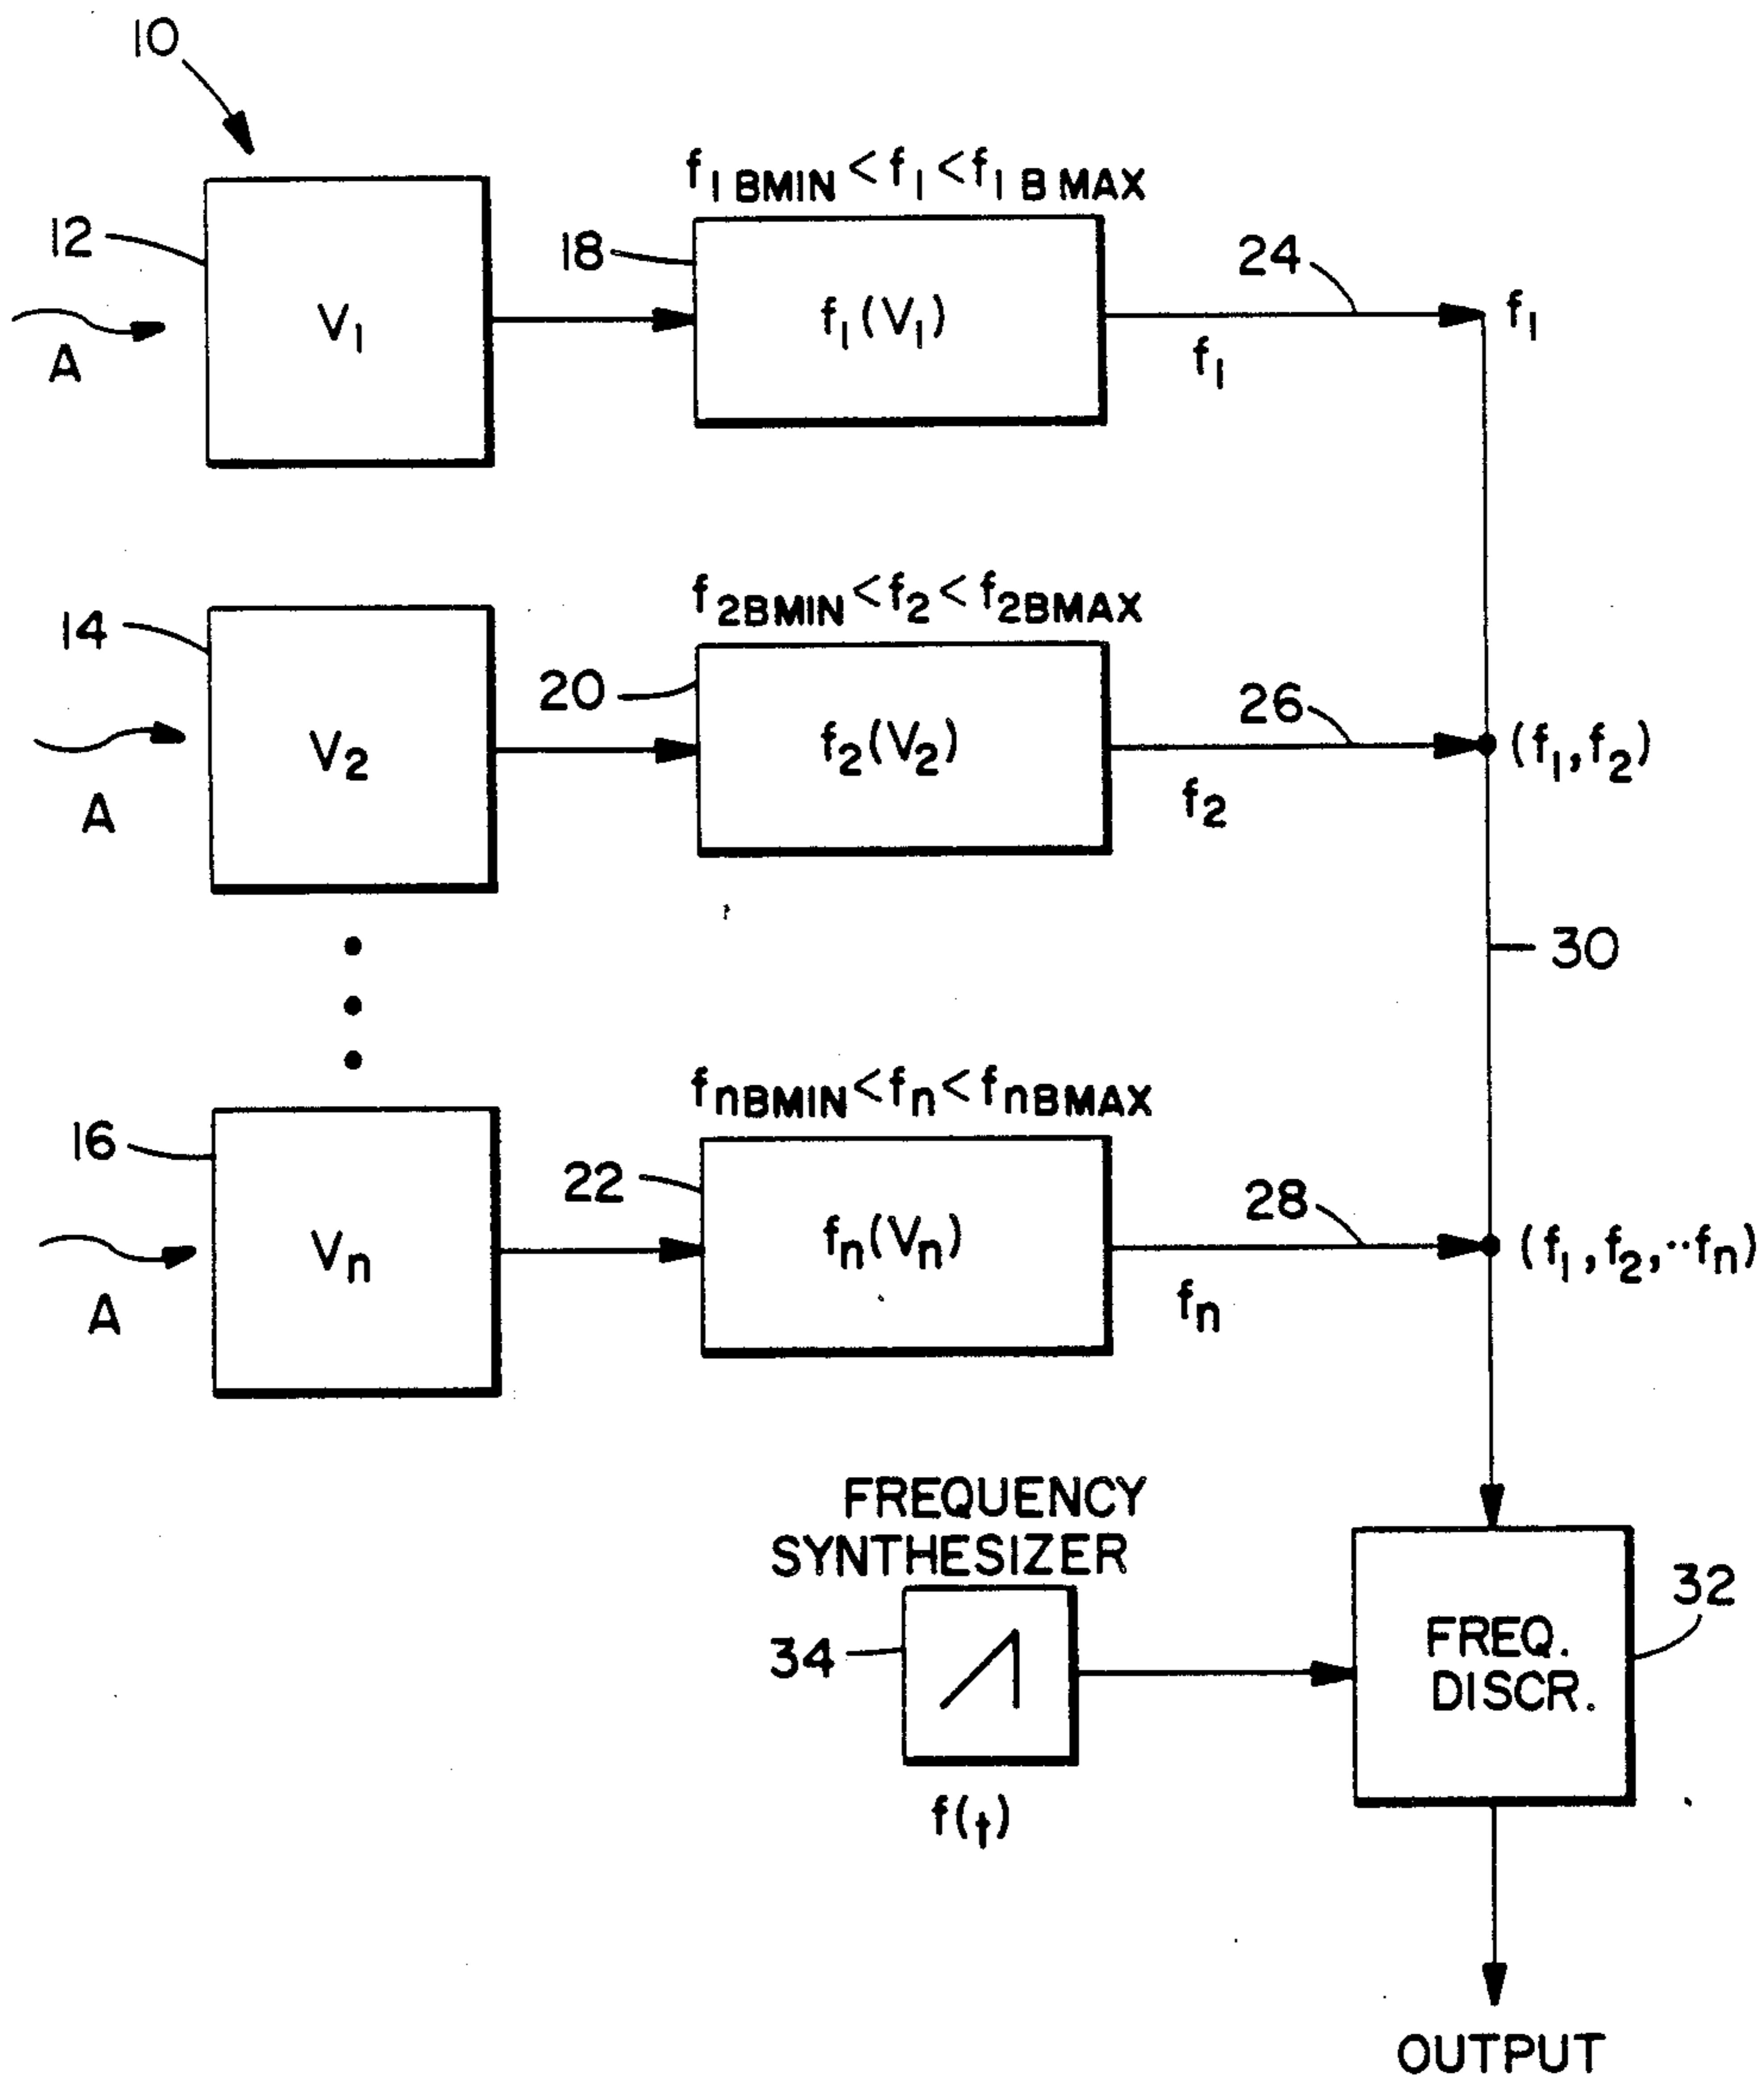 10
f1 BMIN < f1 < f1 B MAX
12
18
24
V1
f1(V1)
f1
f1
A
f2BMIN < f2 < f2BMAX
14
20
26
V2
f2(V2)
(f1, f2)
f2
A
30
fnBMIN < fn < fnBMAX
16
22
28
Vn
fn(Vn)
(f1, f2, ··fn)
fn
A
FREQUENCY
SYNTHESIZER
34
32
FREQ.
DISCR.
f(t)
OUTPUT